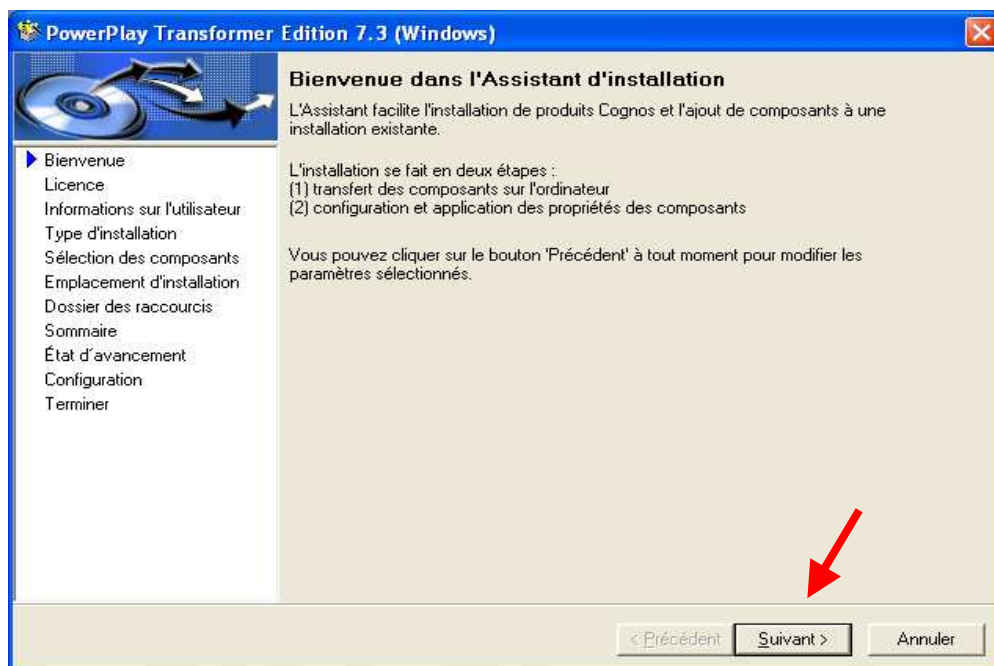 PowerPlay Transformer Edition 7.3 (Windows)
Bienvenue dans l'Assistant d'installation
L'Assistant facilite l'installation de produits Cognos et l'ajout de composants à une
installation existante.
Bienvenue
Licence
Informations sur l'utilisateur
Type d'installation
Sélection des composants
Emplacement d'installation
Dossier des raccourcis
Sommaire
État d´avancement
Configuration
Terminer
L'installation se fait en deux étapes :
(1) transfert des composants sur l'ordinateur
(2) configuration et application des propriétés des composants
Vous pouvez cliquer sur le bouton 'Précédent' à tout moment pour modifier les
paramètres sélectionnés.
< Précédent
Suivant >
Annuler